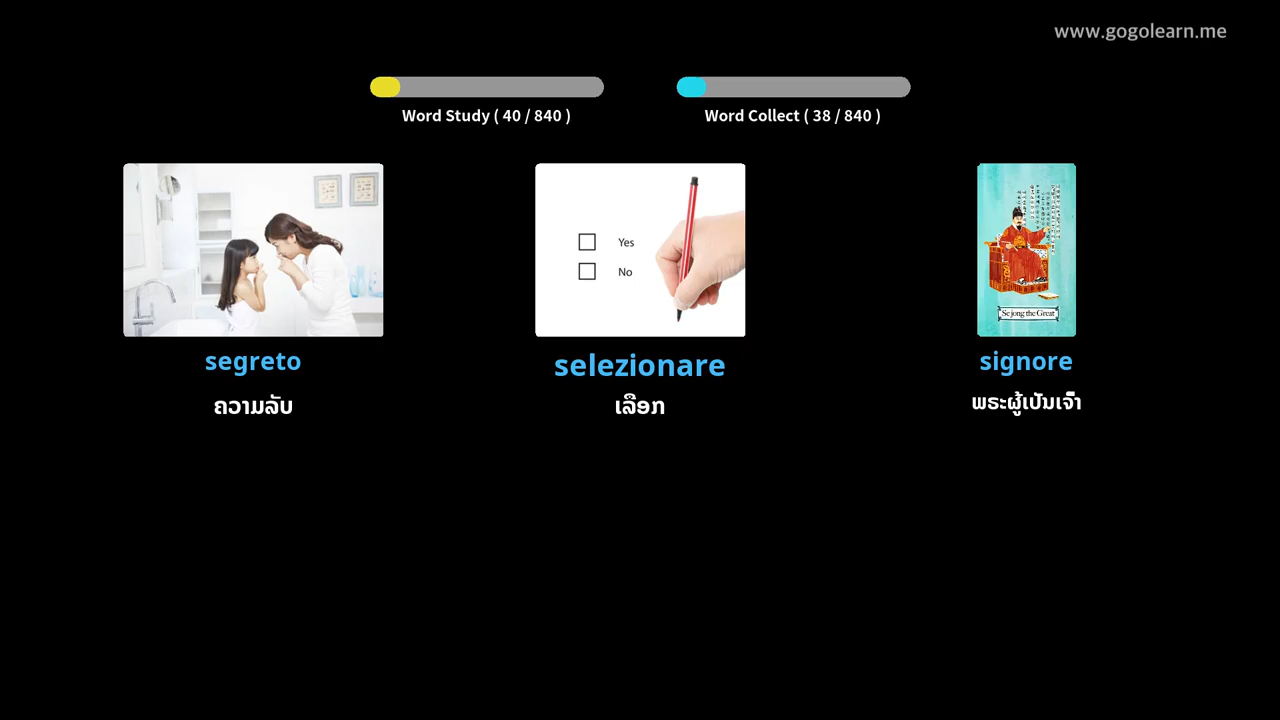 www.gogolearn.me
Word Study ( 40 / 840 )
Word Collect ( 38 / 840 )
Yes
No
Se jong the Great
segreto
selezionare
signore
ຄວາມລັບ
ເລືອກ
ພຣະຜູ້ເປັນເຈົ້າ